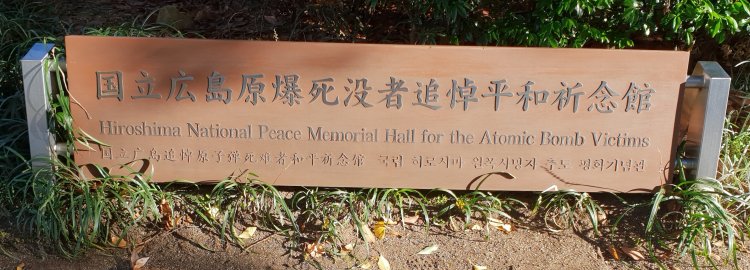 国立広島原爆死没者追悼平和祈念館
Hiroshima National Peace Memorial Hall for the Atomic Bomb Victims
国立广岛追悼原子弹死难者和平祈念馆 국립 히로시마 원폭사망자 추도 평화기념관